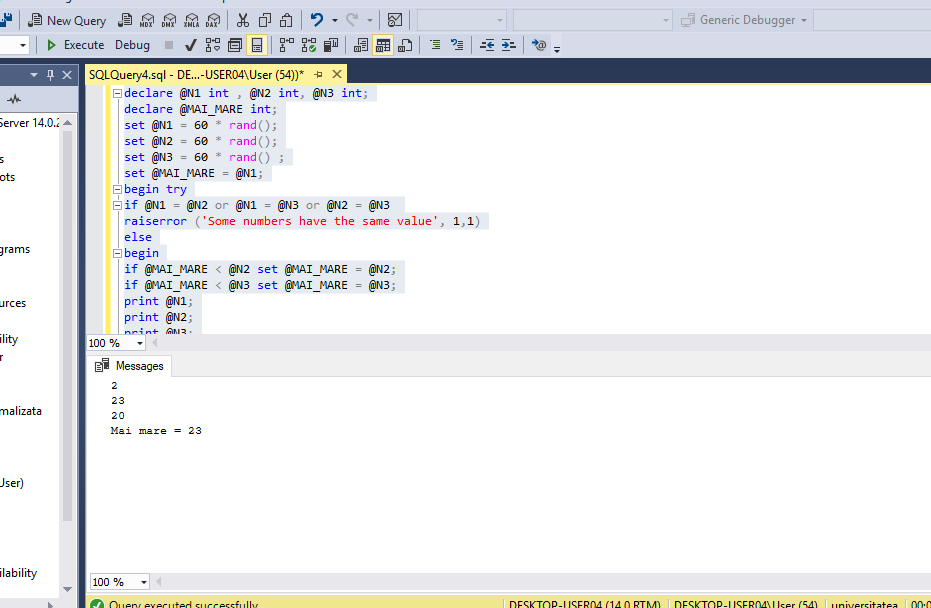 New Query MDX DMX XMLA DAX Generic Debugger
Execute Debug
SQLQuery4.sql - DE...-USER04\User (54))*
Server 14.0.2
s
ots
grams
urces
ility
r
malizata
User)
ilability
declare @N1 int , @N2 int, @N3 int;
declare @MAI_MARE int;
set @N1 = 60 * rand();
set @N2 = 60 * rand();
set @N3 = 60 * rand() ;
set @MAI_MARE = @N1;
begin try
if @N1 = @N2 or @N1 = @N3 or @N2 = @N3
raiserror ('Some numbers have the same value', 1,1)
else
begin
if @MAI_MARE < @N2 set @MAI_MARE = @N2;
if @MAI_MARE < @N3 set @MAI_MARE = @N3;
print @N1;
print @N2;
print @N3;
100 %
Messages
2
23
20
Mai mare = 23
100 %
Query executed successfully. DESKTOP-USER04 (14.0 RTM) DESKTOP-USER04\User (54) universitatea 00:0